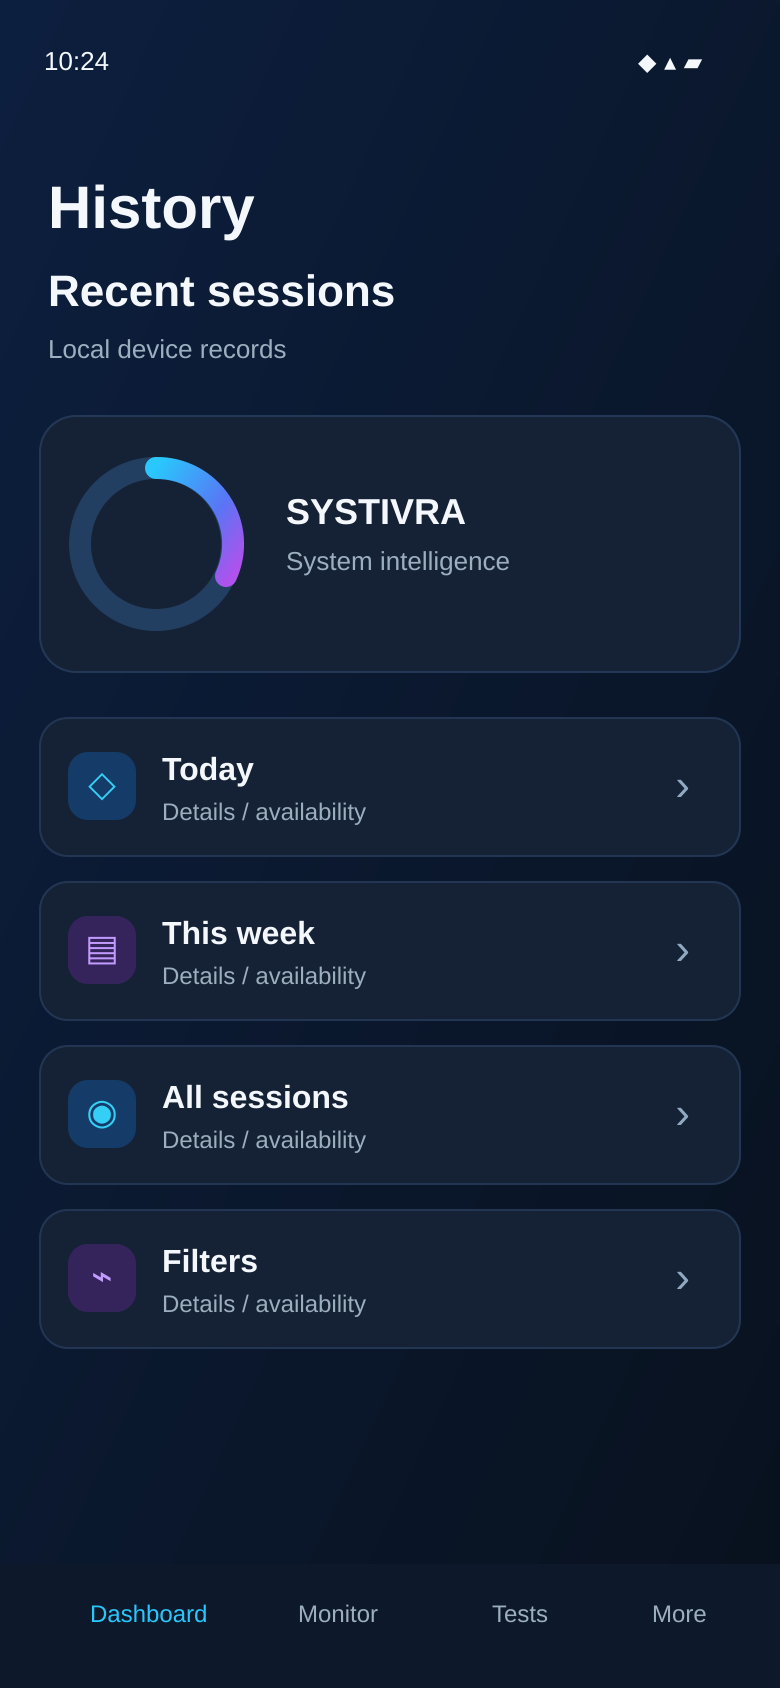 10:24
History
Recent sessions
Local device records
SYSTIVRA
System intelligence
Today
Details / availability
This week
Details / availability
All sessions
Details / availability
Filters
Details / availability
Dashboard Monitor Tests More